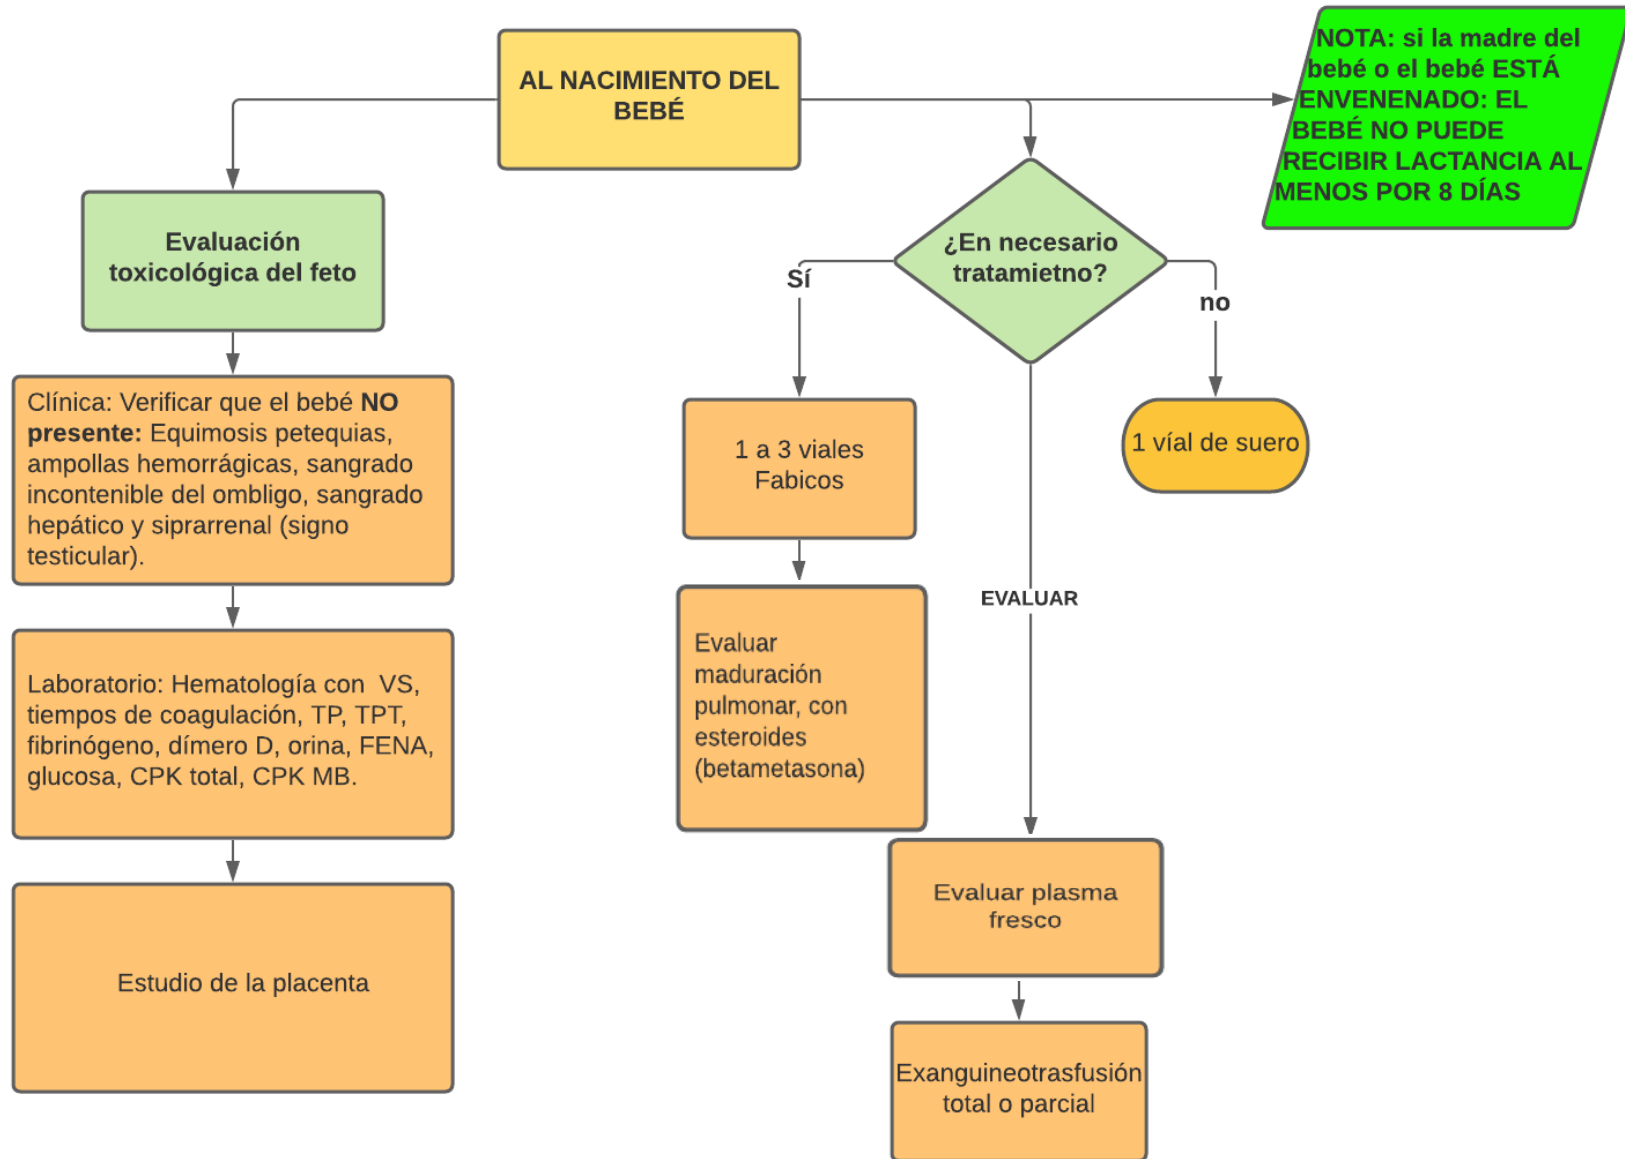 AL NACIMIENTO DEL
BEBÉ
NOTA: si la madre del
bebé o el bebé ESTÁ
ENVENENADO: EL
BEBÉ NO PUEDE
RECIBIR LACTANCIA AL
MENOS POR 8 DÍAS
Evaluación
toxicológica del feto
Clínica: Verificar que el bebé NO
presente: Equimosis petequias,
ampollas hemorrágicas, sangrado
incontenible del ombligo, sangrado
hepático y siprarrenal (signo
testicular).
Laboratorio: Hematología con  VS,
tiempos de coagulación, TP, TPT,
fibrinógeno, dímero D, orina, FENA,
glucosa, CPK total, CPK MB.
Estudio de la placenta
¿En necesario
tratamietno?
Sí
no
1 a 3 viales
Fabicos
1 víal de suero
Evaluar
maduración
pulmonar, con
esteroides
(betametasona)
EVALUAR
Evaluar plasma
fresco
Exanguineotrasfusión
total o parcial